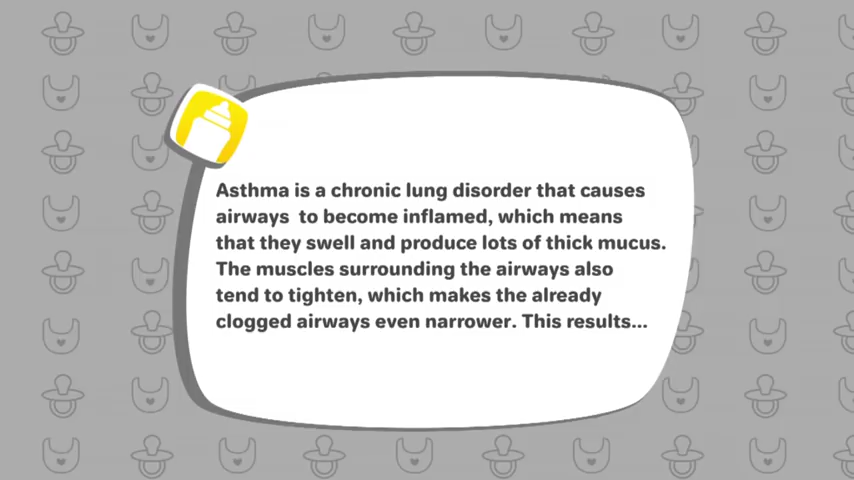 Asthma is a chronic lung disorder that causes
airways  to become inflamed, which means
that they swell and produce lots of thick mucus.
The muscles surrounding the airways also
tend to tighten, which makes the already
clogged airways even narrower. This results...